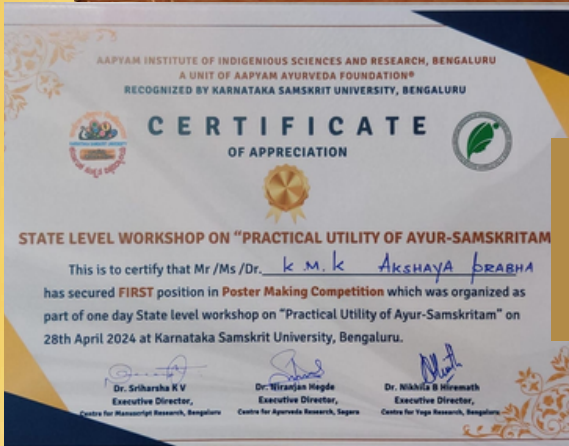 AAPYAM INSTITUTE OF INDIGENIOUS SCIENCES AND RESEARCH, BENGALURU
A UNIT OF AAPYAM AYURVEDA FOUNDATION®
RECOGNIZED BY KARNATAKA SAMSKRIT UNIVERSITY, BENGALURU
CERTIFICATE
OF APPRECIATION
STATE LEVEL WORKSHOP ON "PRACTICAL UTILITY OF AYUR-SAMSKRITAM
This is to certify that Mr /Ms /Dr. K.M.K AKSHAYA PRABHA
has secured FIRST position in Poster Making Competition which was organized as
part of one day State level workshop on "Practical Utility of Ayur-Samskritam" on
28th April 2024 at Karnataka Samskrit University, Bengaluru.
Dr. Sriharsha K V
Executive Director,
Centre for Manuscript Research, Bengaluru
Dr. Niranjan Hegde
Executive Director,
Centre for Ayurveda Research, Sagara
Dr. Nikhila B Hiremath
Executive Director,
Centre for Yoga Research, Bengaluru